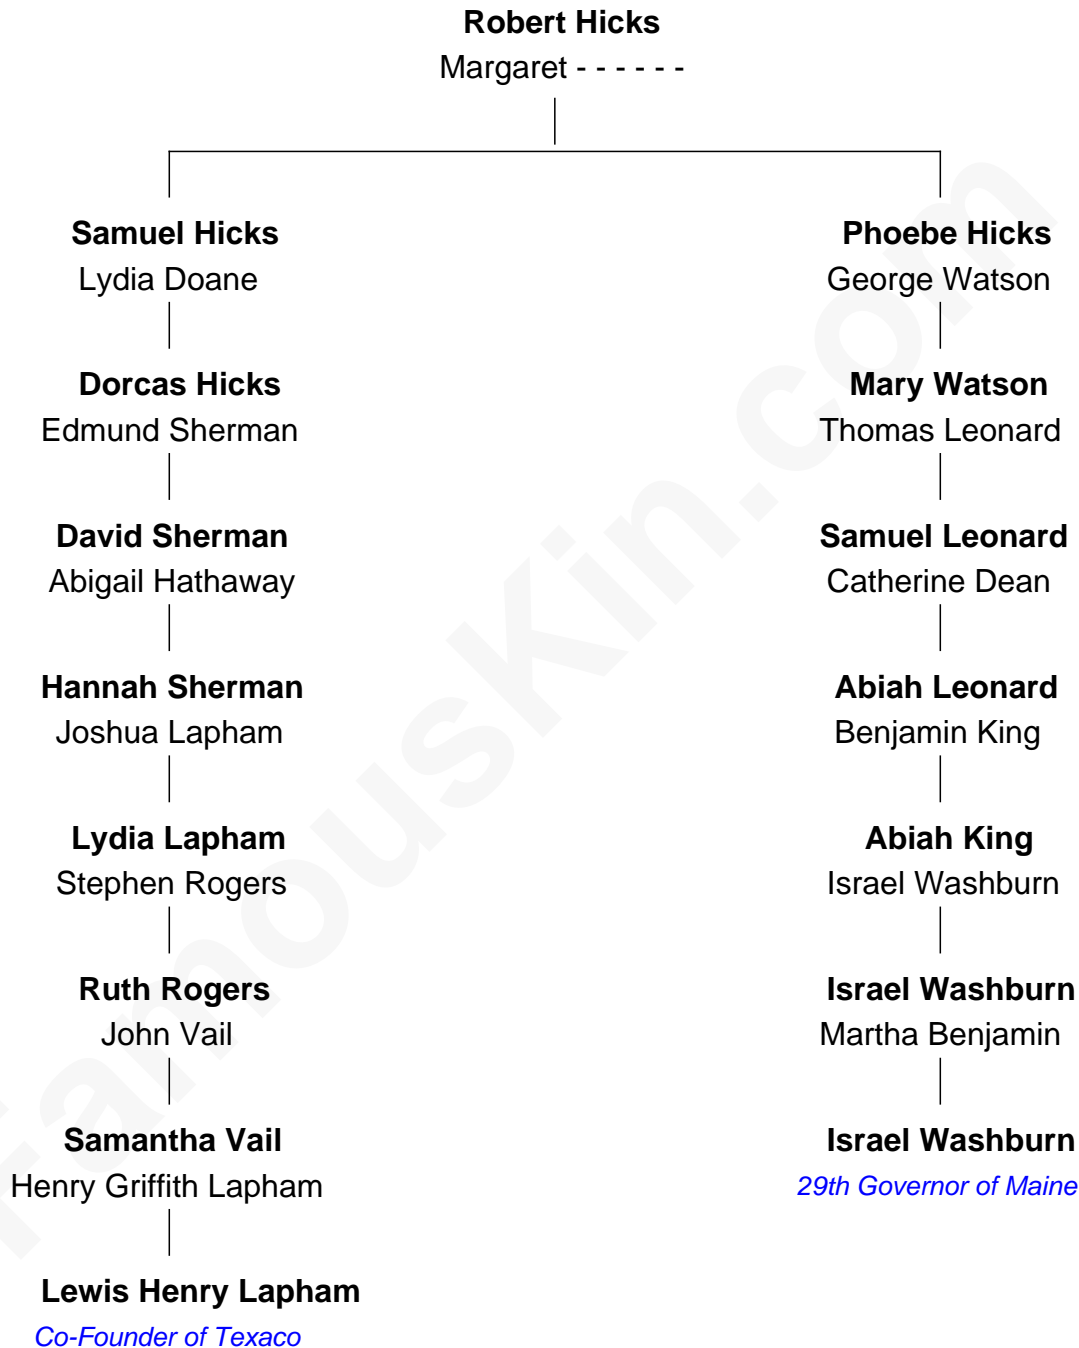 Robert Hicks
Margaret - - - - - -
Samuel Hicks
Lydia Doane
Phoebe Hicks
George Watson
Dorcas Hicks
Edmund Sherman
Mary Watson
Thomas Leonard
David Sherman
Abigail Hathaway
Samuel Leonard
Catherine Dean
Hannah Sherman
Joshua Lapham
Abiah Leonard
Benjamin King
Lydia Lapham
Stephen Rogers
Abiah King
Israel Washburn
Ruth Rogers
John Vail
Israel Washburn
Martha Benjamin
Samantha Vail
Henry Griffith Lapham
Israel Washburn
29th Governor of Maine
Lewis Henry Lapham
Co-Founder of Texaco
FamousKin.com